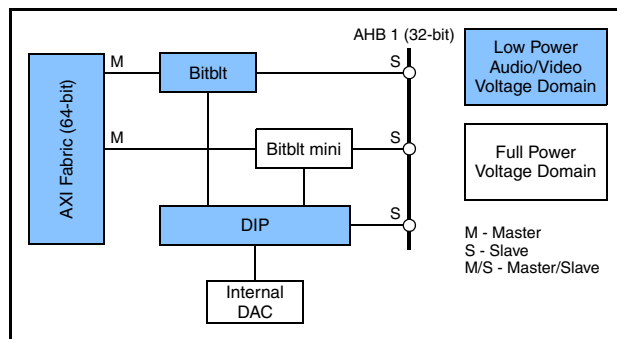 AHB 1 (32-bit)
M
Bitblt
S
Low Power
Audio/Video
Voltage Domain
AXI Fabric (64-bit)
M
Bitblt mini
S
Full Power
Voltage Domain
DIP
S
M - Master
S - Slave
M/S - Master/Slave
Internal
DAC